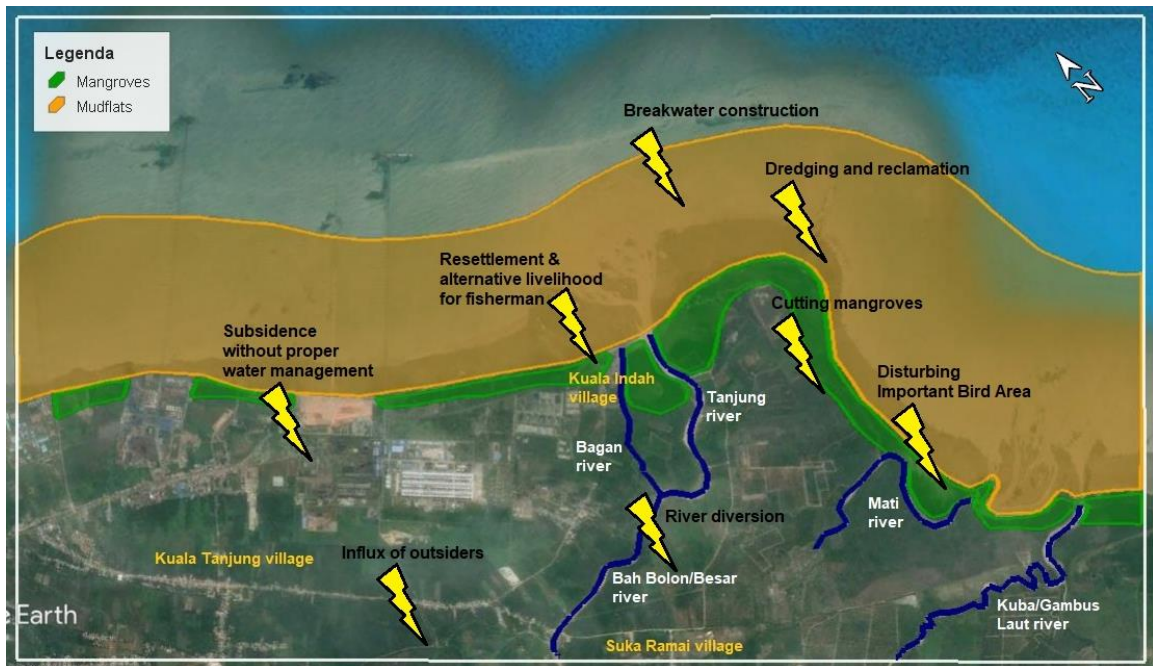 Legenda
Mangroves
Mudflats
N
Breakwater construction
Dredging and reclamation
Resettlement &
alternative livelihood
for fisherman
Cutting mangroves
Subsidence
without proper
water management
Disturbing
Important Bird Area
Kuala Indah
village
Tanjung
river
Bagan
river
Mati
river
River diversion
Kuala Tanjung village
Influx of outsiders
Bah Bolon/Besar
river
Kuba/Gambus
Laut river
e Earth
Suka Ramai village